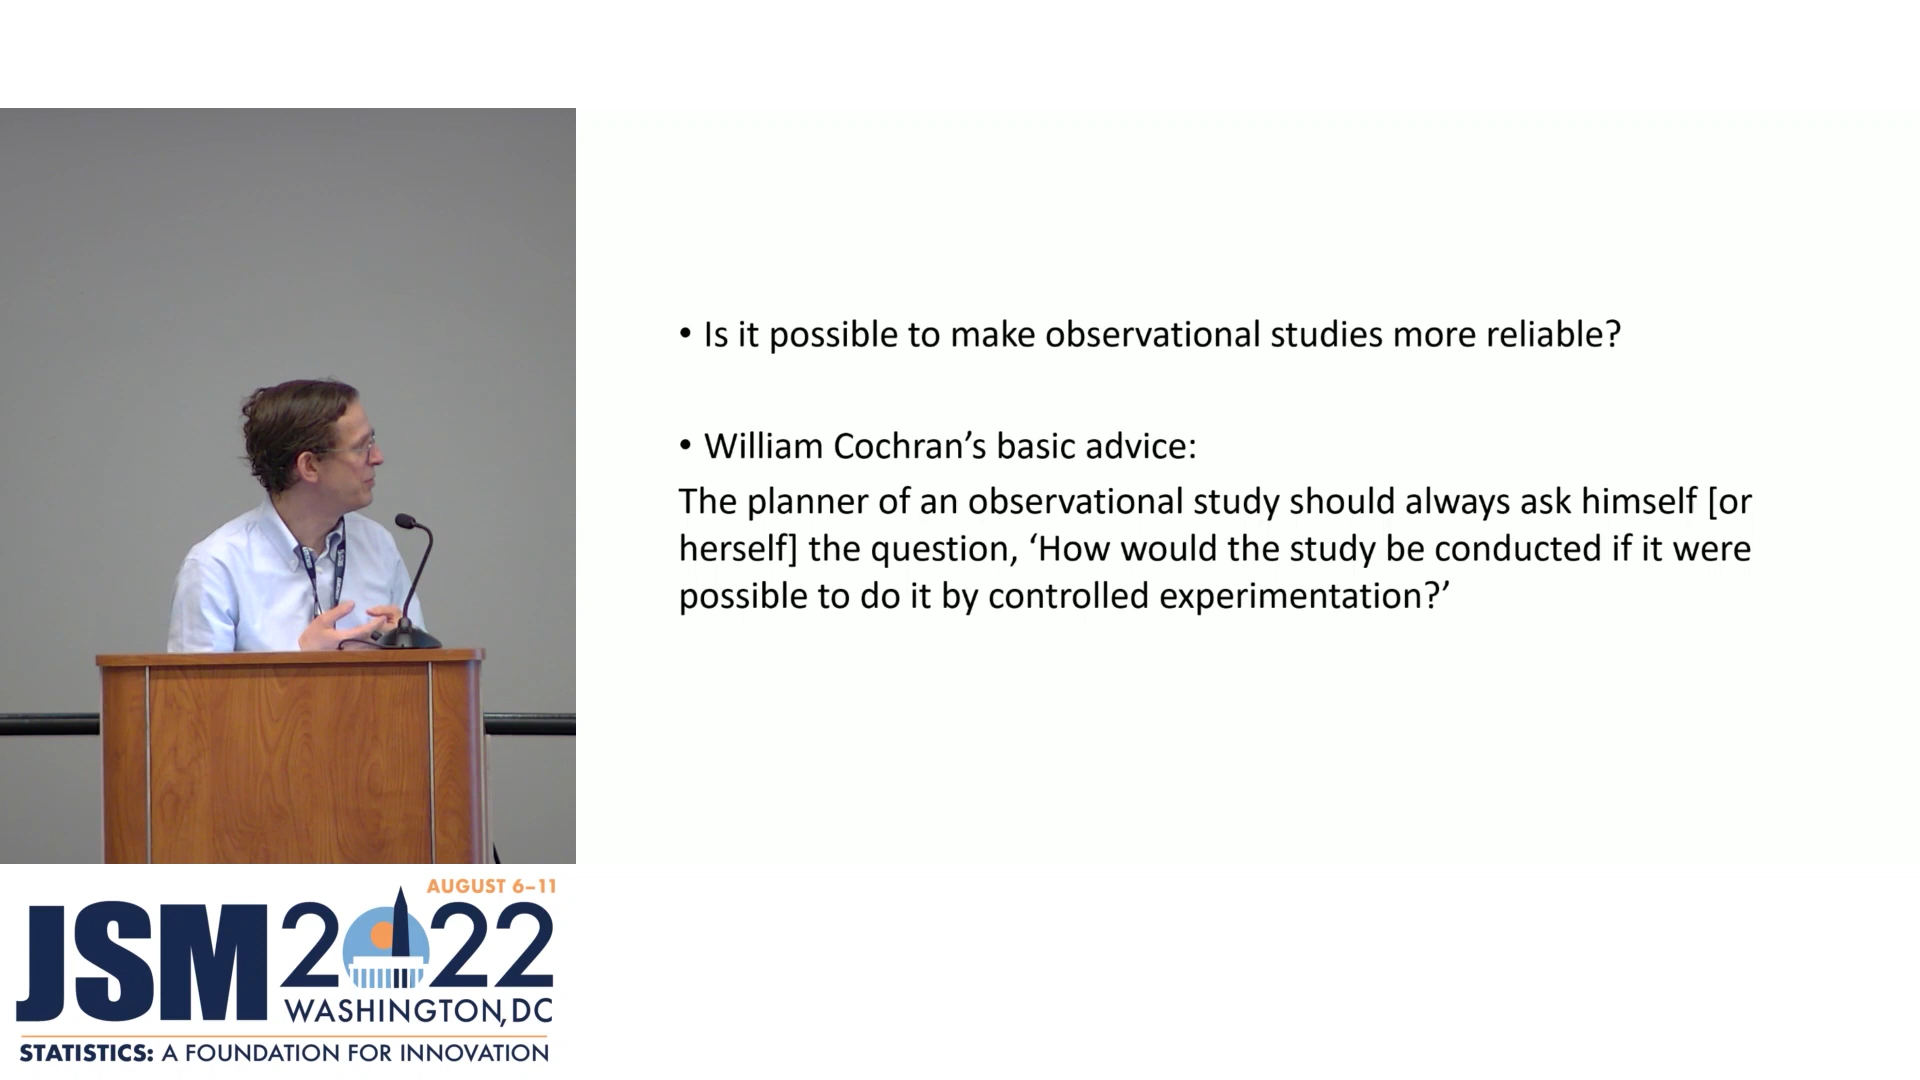 • Is it possible to make observational studies more reliable?
• William Cochran’s basic advice:
The planner of an observational study should always ask himself [or
herself] the question, ‘How would the study be conducted if it were
possible to do it by controlled experimentation?’
AUGUST 6–11
JSM 2022
WASHINGTON, DC
STATISTICS: A FOUNDATION FOR INNOVATION